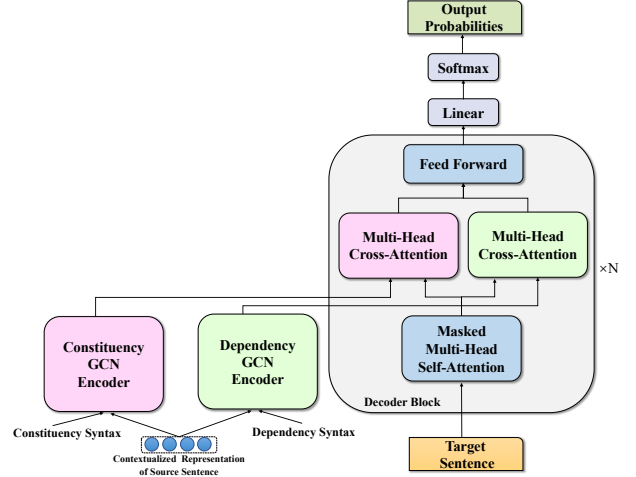 Output
Probabilities
Softmax
Linear
Feed Forward
Multi-Head
Cross-Attention
Multi-Head
Cross-Attention
×N
Constituency
GCN
Encoder
Dependency
GCN
Encoder
Masked
Multi-Head
Self-Attention
Decoder Block
Constituency Syntax
Dependency Syntax
Contextualized Representation
of Source Sentence
Target
Sentence